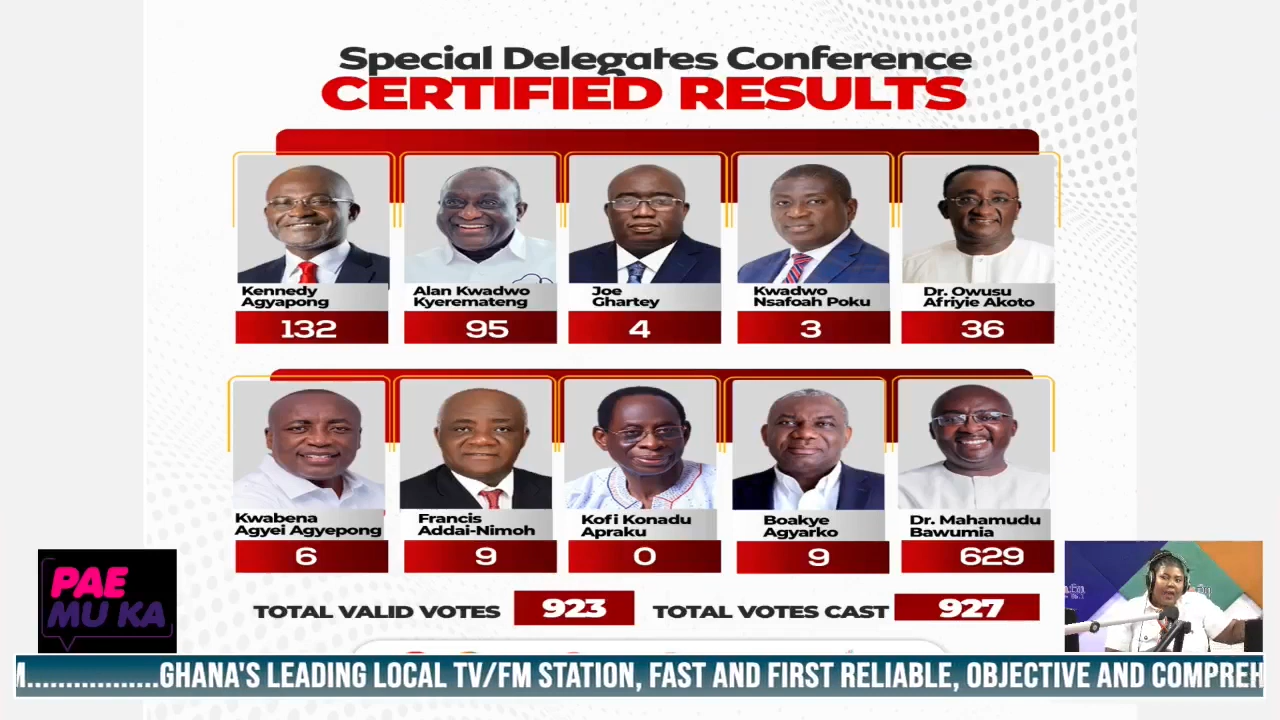 Special Delegates Conference
CERTIFIED RESULTS
Kennedy
Agyapong
132
Alan Kwadwo
Kyeremateng
95
Joe
Ghartey
4
Kwadwo
Nsafoah Poku
3
Dr. Owusu
Afriyie Akoto
36
Kwabena
Agyei Agyepong
6
Francis
Addai-Nimoh
9
Kofi Konadu
Apraku
0
Boakye
Agyarko
9
Dr. Mahamudu
Bawumia
629
TOTAL VALID VOTES 923 TOTAL VOTES CAST 927
PAE
MU KA
M.................GHANA'S LEADING LOCAL TV/FM STATION, FAST AND FIRST RELIABLE, OBJECTIVE AND COMPREH